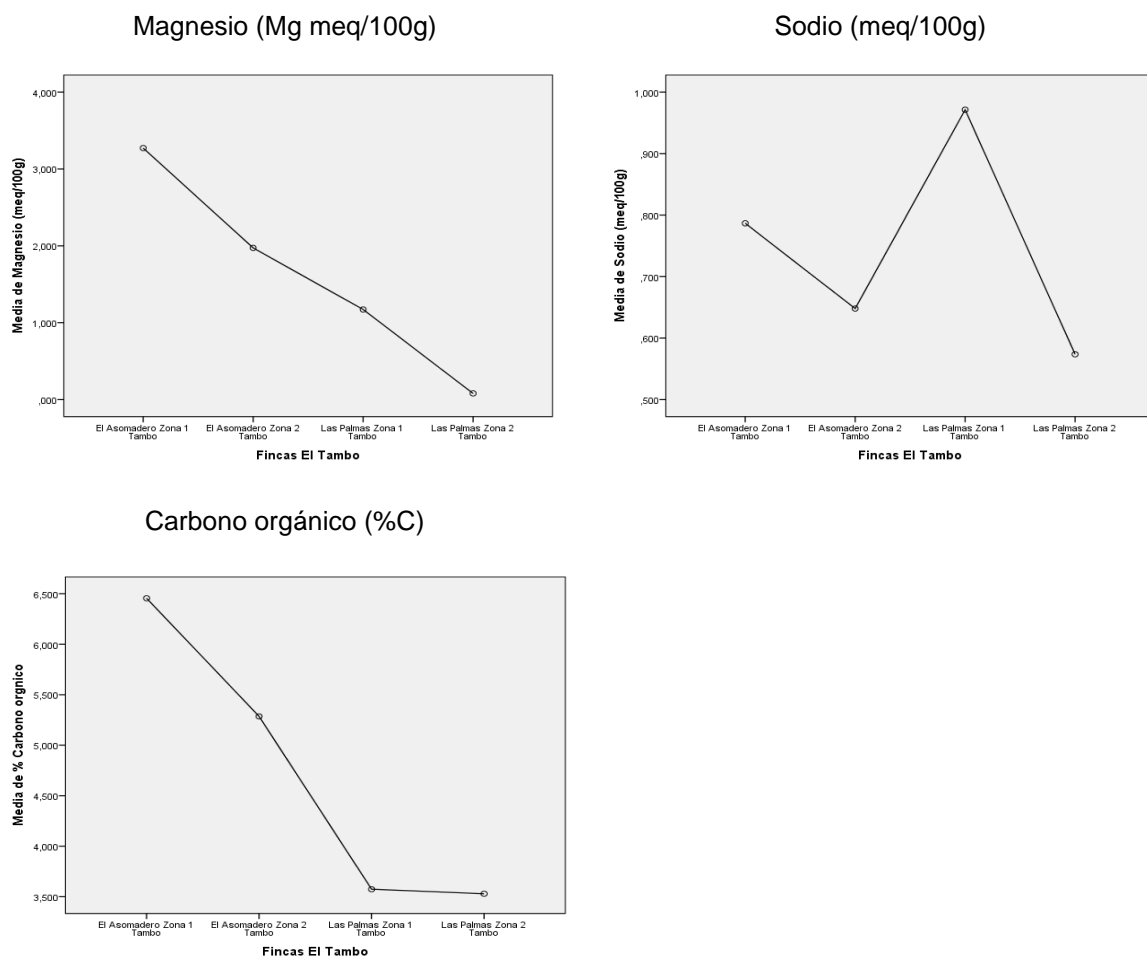 Magnesio (Mg meq/100g)
Media de Magnesio (meq/100g)
4,000
3,000
2,000
1,000
,000
El Asomadero Zona 1
Tambo
El Asomadero Zona 2
Tambo
Las Palmas Zona 1
Tambo
Las Palmas Zona 2
Tambo
Fincas El Tambo
Sodio (meq/100g)
Media de Sodio (meq/100g)
1,000
,900
,800
,700
,600
,500
El Asomadero Zona 1
Tambo
El Asomadero Zona 2
Tambo
Las Palmas Zona 1
Tambo
Las Palmas Zona 2
Tambo
Fincas El Tambo
Carbono orgánico (%C)
Media de % Carbono orgnico
6,500
6,000
5,500
5,000
4,500
4,000
3,500
El Asomadero Zona 1
Tambo
El Asomadero Zona 2
Tambo
Las Palmas Zona 1
Tambo
Las Palmas Zona 2
Tambo
Fincas El Tambo